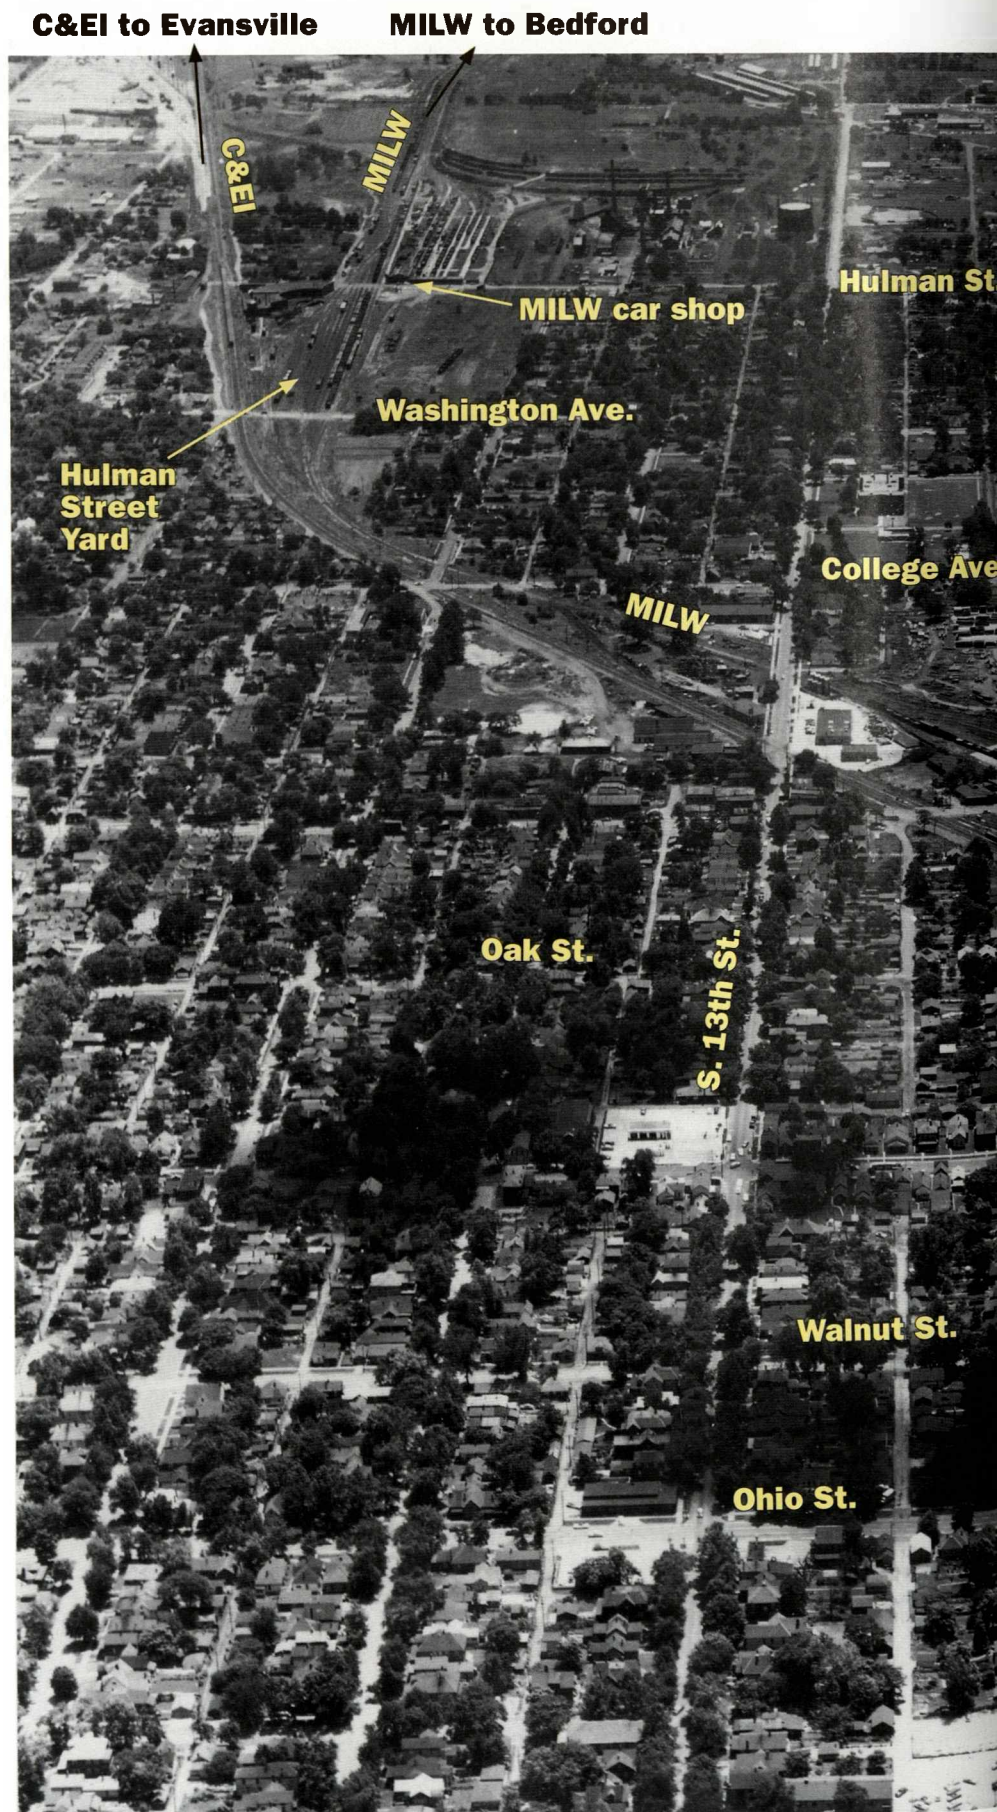 C&EI to Evansville
MILW to Bedford
C&EI
MILW
Hulman St.
MILW car shop
Washington Ave.
Hulman
Street
Yard
College Ave
MILW
Oak St.
S. 13th St.
Walnut St.
Ohio St.